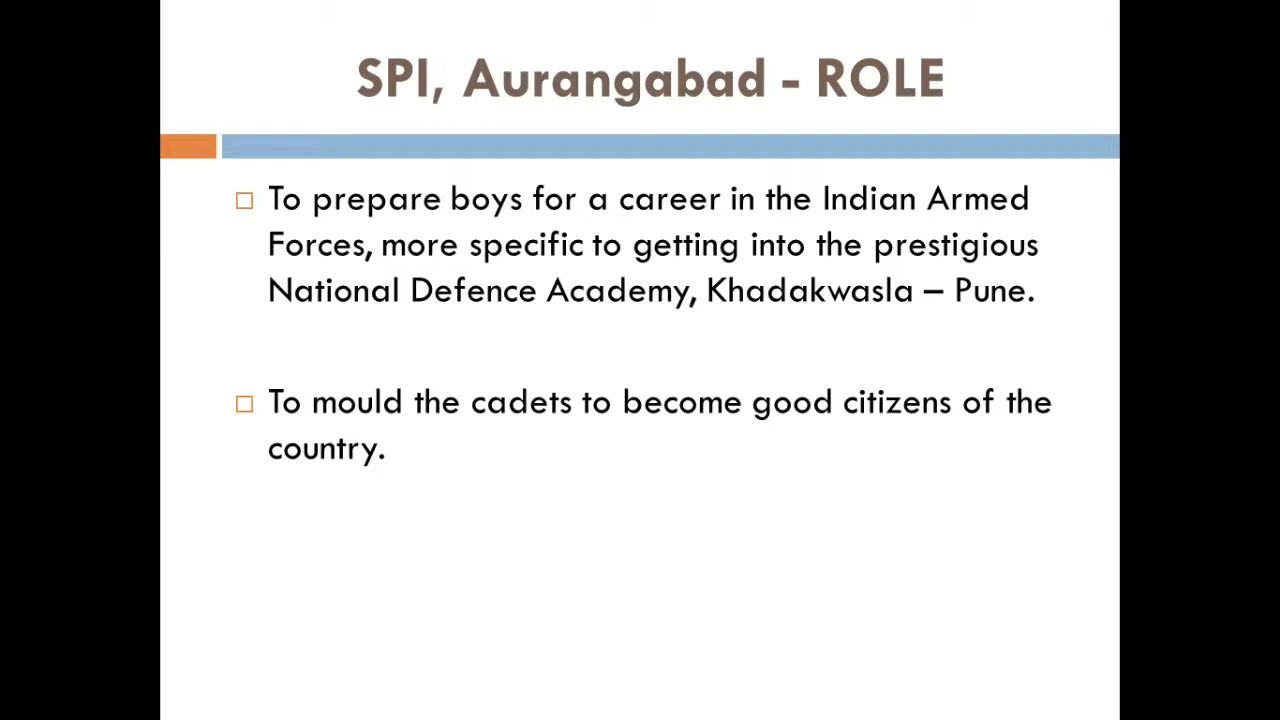 SPI, Aurangabad - ROLE
To prepare boys for a career in the Indian Armed
Forces, more specific to getting into the prestigious
National Defence Academy, Khadakwasla – Pune.
To mould the cadets to become good citizens of the
country.